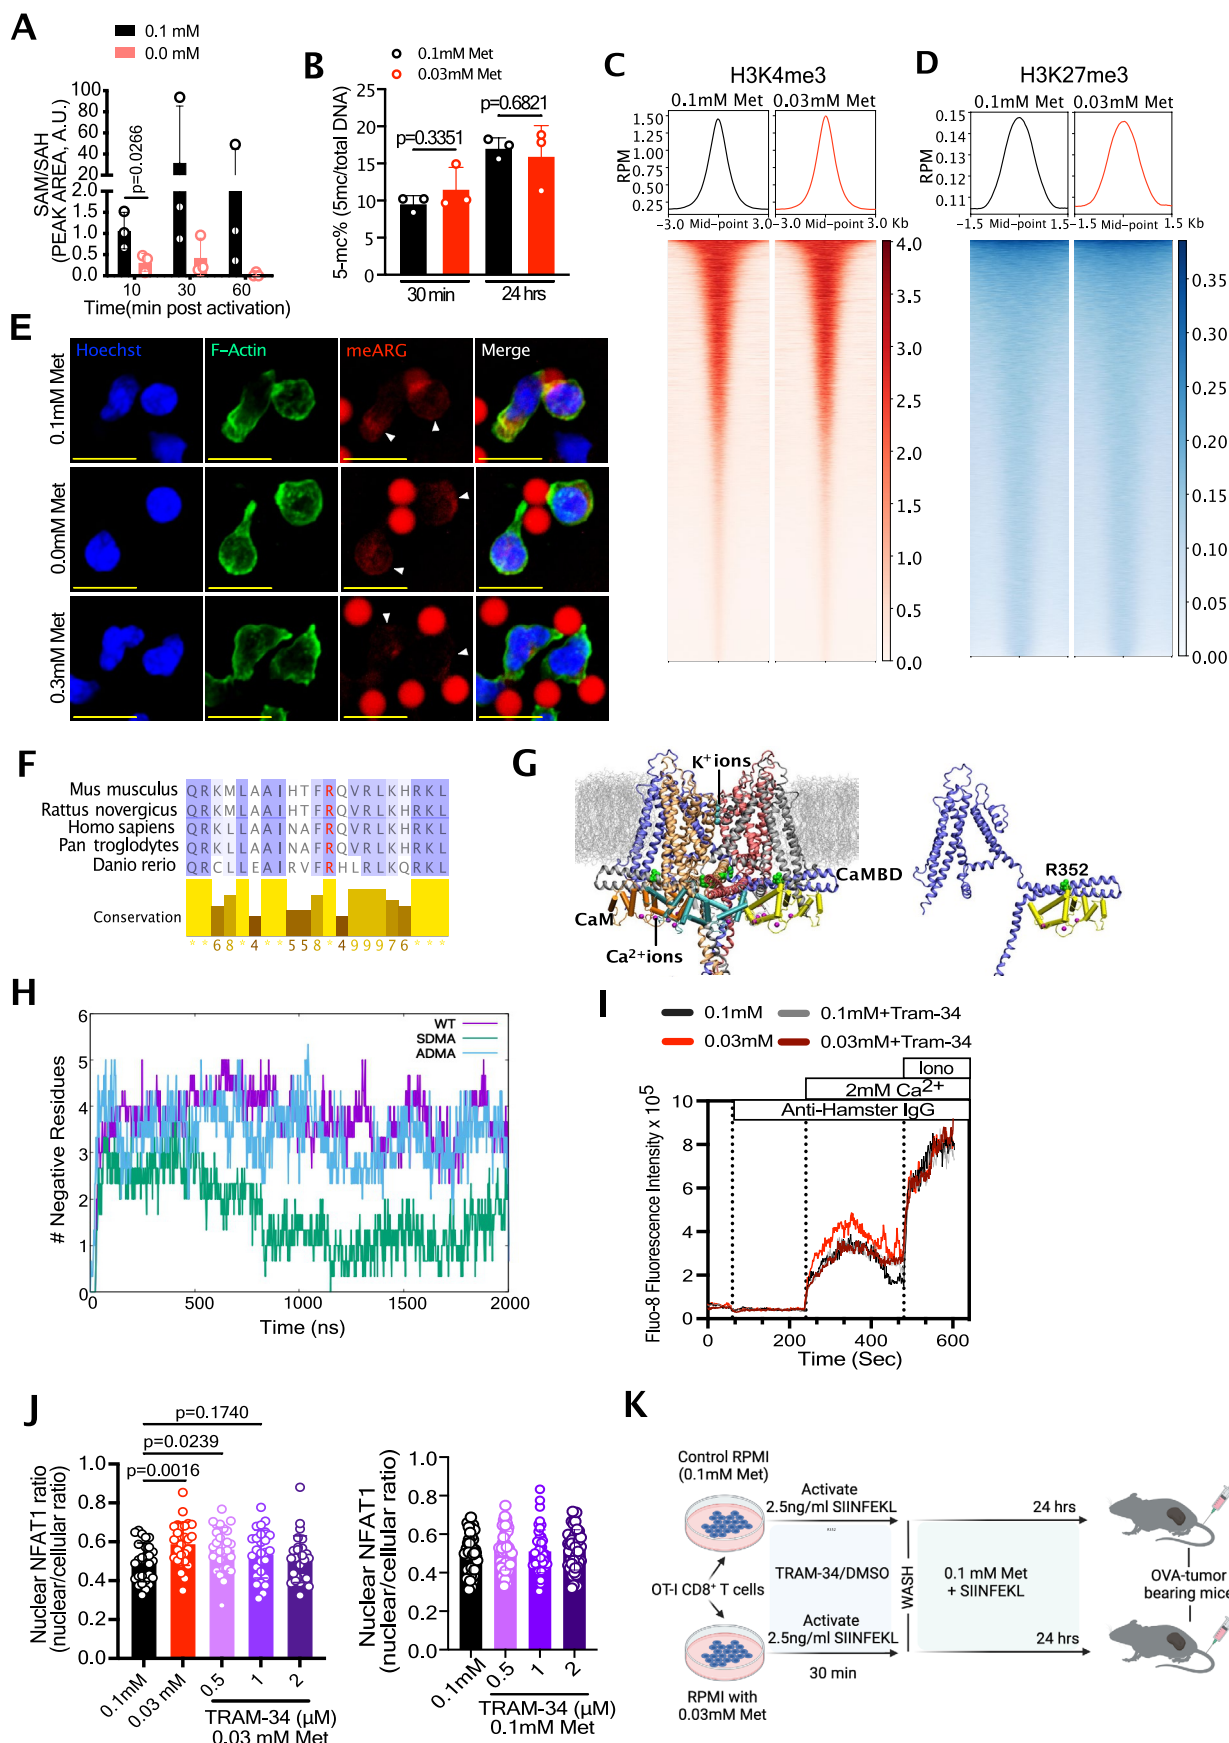 A
0.1 mM
0.0 mM
SAM/SAH
(PEAK AREA, A.U.)
100
80
60
40
20
2.0
1.5
1.0
0.5
0.0
p=0.0266
10 30 60
Time(min post activation)
B
0.1mM Met
0.03mM Met
5-mc% (5mc/total DNA)
25
20
15
10
5
0
p=0.3351
p=0.6821
30 min 24 hrs
C
H3K4me3
0.1mM Met 0.03mM Met
RPM
1.50
1.25
1.00
0.75
0.50
0.25
-3.0 Mid-point 3.0 -3.0 Mid-point 3.0 Kb
4.0
3.5
3.0
2.5
2.0
1.5
1.0
0.5
0.0
D
H3K27me3
0.1mM Met 0.03mM Met
RPM
0.15
0.14
0.13
0.12
0.11
-1.5 Mid-point 1.5 -1.5 Mid-point 1.5 Kb
0.35
0.30
0.25
0.20
0.15
0.10
0.05
0.00
E
Hoechst F-Actin meARG Merge
0.1mM Met
0.0mM Met
0.3mM Met
F
Mus musculus QRKMLAAIHTFRQVRLKHRKL
Rattus novergicus QRKMLAAIHTFRQVRLKHRKL
Homo sapiens QRKLLAAINAFRQVRLKHRKL
Pan troglodytes QRKLLAAINAFRQVRLKHRKL
Danio rerio QRCLLEAIRVFRHLRLKQRKL
Conservation
* * 6 8 * 4 * * 5 5 8 * 4 9 9 9 7 6 * * *
G
K+ions
CaMBD
CaM
Ca2+ions
R352
H
# Negative Residues
6
5
4
3
2
1
0
WT
SDMA
ADMA
0 500 1000 1500 2000
Time (ns)
I
0.1mM 0.1mM+Tram-34
0.03mM 0.03mM+Tram-34
Iono
2mM Ca2+
Anti-Hamster IgG
Fluo-8 Fluorescence Intensity x 105
10
8
6
4
2
0
0 200 400 600
Time (Sec)
J
p=0.1740
p=0.0239
p=0.0016
Nuclear NFAT1 ratio
(nuclear/cellular ratio)
1.0
0.8
0.6
0.4
0.2
0.0
0.1mM 0.03 mM 0.5 1 2
TRAM-34 (μM)
0.03 mM Met
Nuclear NFAT1
(nuclear/cellular ratio)
1.0
0.8
0.6
0.4
0.2
0.0
0.1mM 0.5 1 2
TRAM-34 (μM)
0.1mM Met
K
Control RPMI
(0.1mM Met)
Activate
2.5ng/ml SIINFEKL
24 hrs
R352
TRAM-34/DMSO
OT-I CD8+ T cells
WASH
0.1 mM Met
+ SIINFEKL
OVA-tumor
bearing mice
Activate
2.5ng/ml SIINFEKL
24 hrs
30 min
RPMI with
0.03mM Met